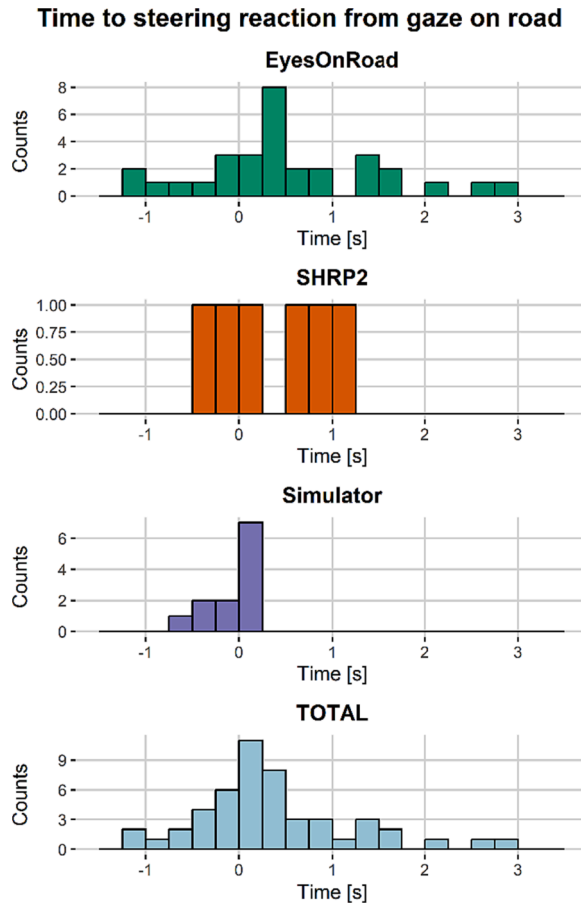 Time to steering reaction from gaze on road
EyesOnRoad
Counts
8
6
4
2
0
-1 0 1 2 3
Time [s]
SHRP2
Counts
1.00
0.75
0.50
0.25
0.00
-1 0 1 2 3
Time [s]
Simulator
Counts
6
4
2
0
-1 0 1 2 3
Time [s]
TOTAL
Counts
9
6
3
0
-1 0 1 2 3
Time [s]